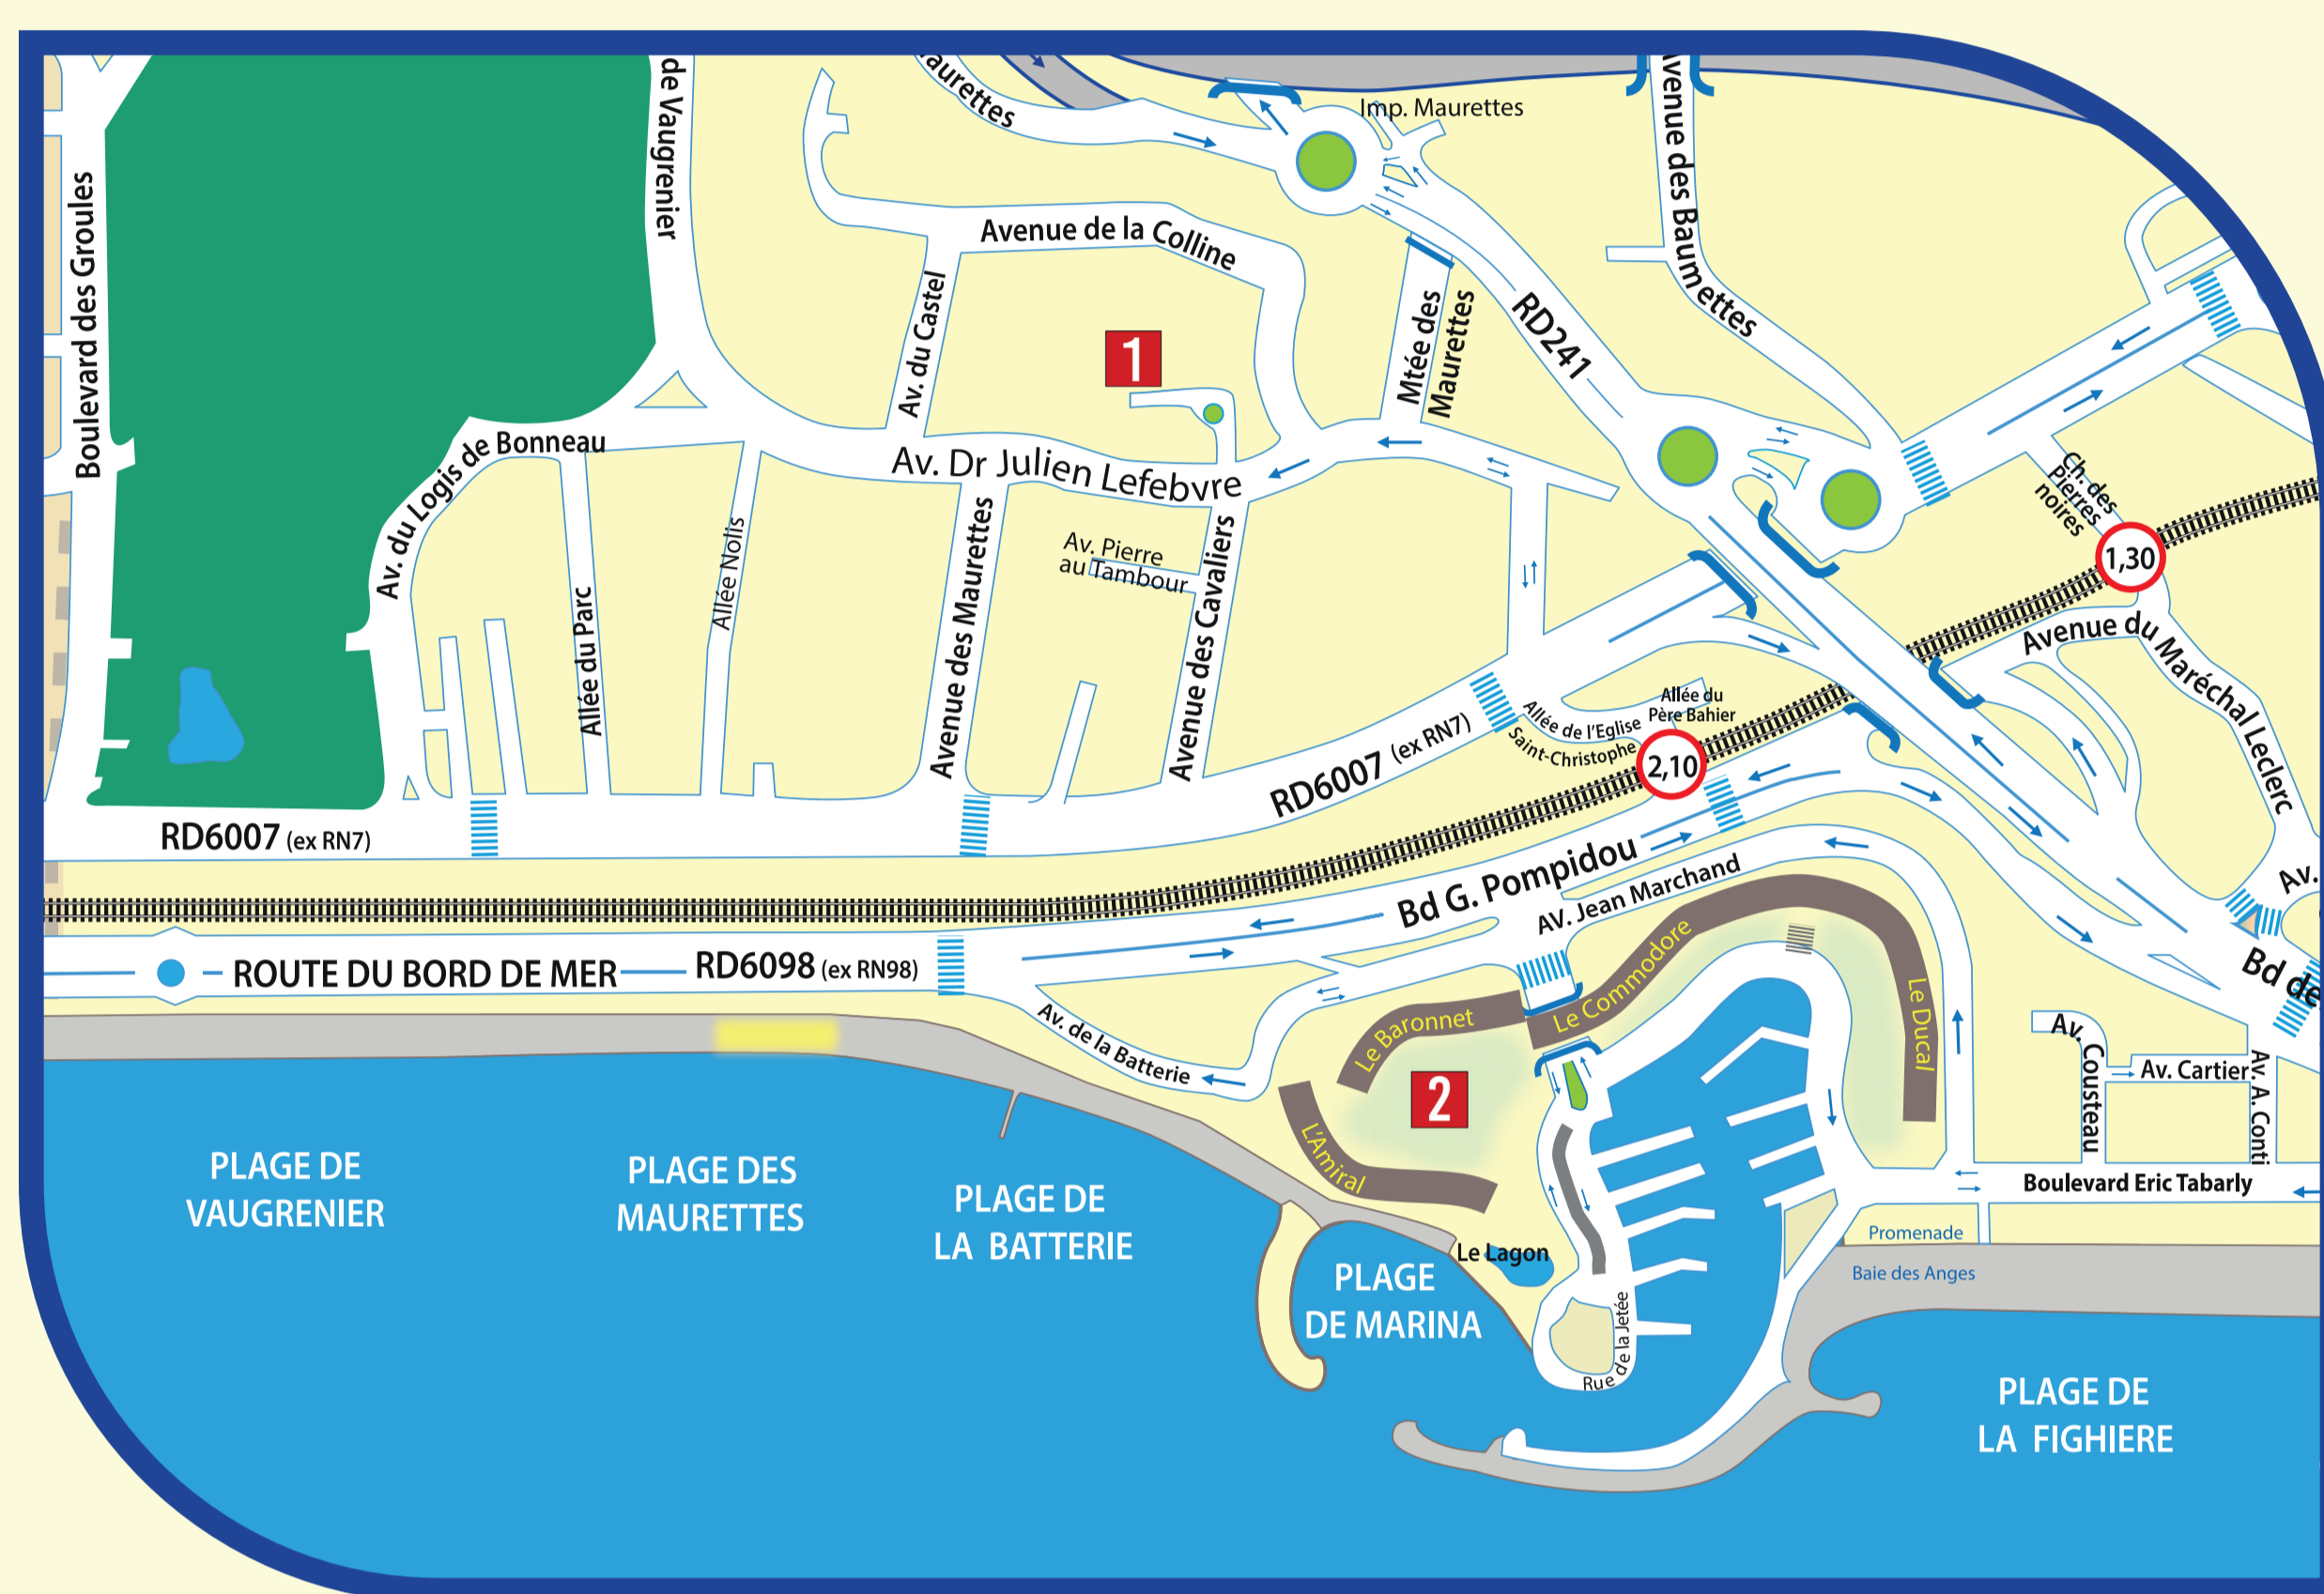 aurettes
Imp. Maurettes
de Vaugrenier
venue des Baumettes
Boulevard des Groules
Avenue de la Colline
Av. du Castel
Mtée des
Maurettes
RD241
1
Av. du Logis de Bonneau
Av. Dr Julien Lefebvre
Ch. des
Pierres
noires
1,30
Allée Nolis
Avenue des Maurettes
Av. Pierre
au Tambour
Avenue des Cavaliers
Allée du Parc
Avenue du Maréchal Leclerc
Allée du
Père Bahier
Allée de l'Eglise
Saint-Christophe
2,10
RD6007 (ex RN7)
RD6007 (ex RN7)
Bd G. Pompidou
AV. Jean Marchand
Av.
Bd de
ROUTE DU BORD DE MER
RD6098 (ex RN98)
Le Commodore
Le Baronnet
Le Ducal
Av. de la Batterie
2
L'Amiral
Av. Cousteau
Av. Cartier
Av. A. Conti
Boulevard Eric Tabarly
Promenade
Baie des Anges
Le Lagon
Rue de la Jetée
PLAGE DE
VAUGRENIER
PLAGE DES
MAURETTES
PLAGE DE
LA BATTERIE
PLAGE
DE MARINA
PLAGE DE
LA FIGHIERE